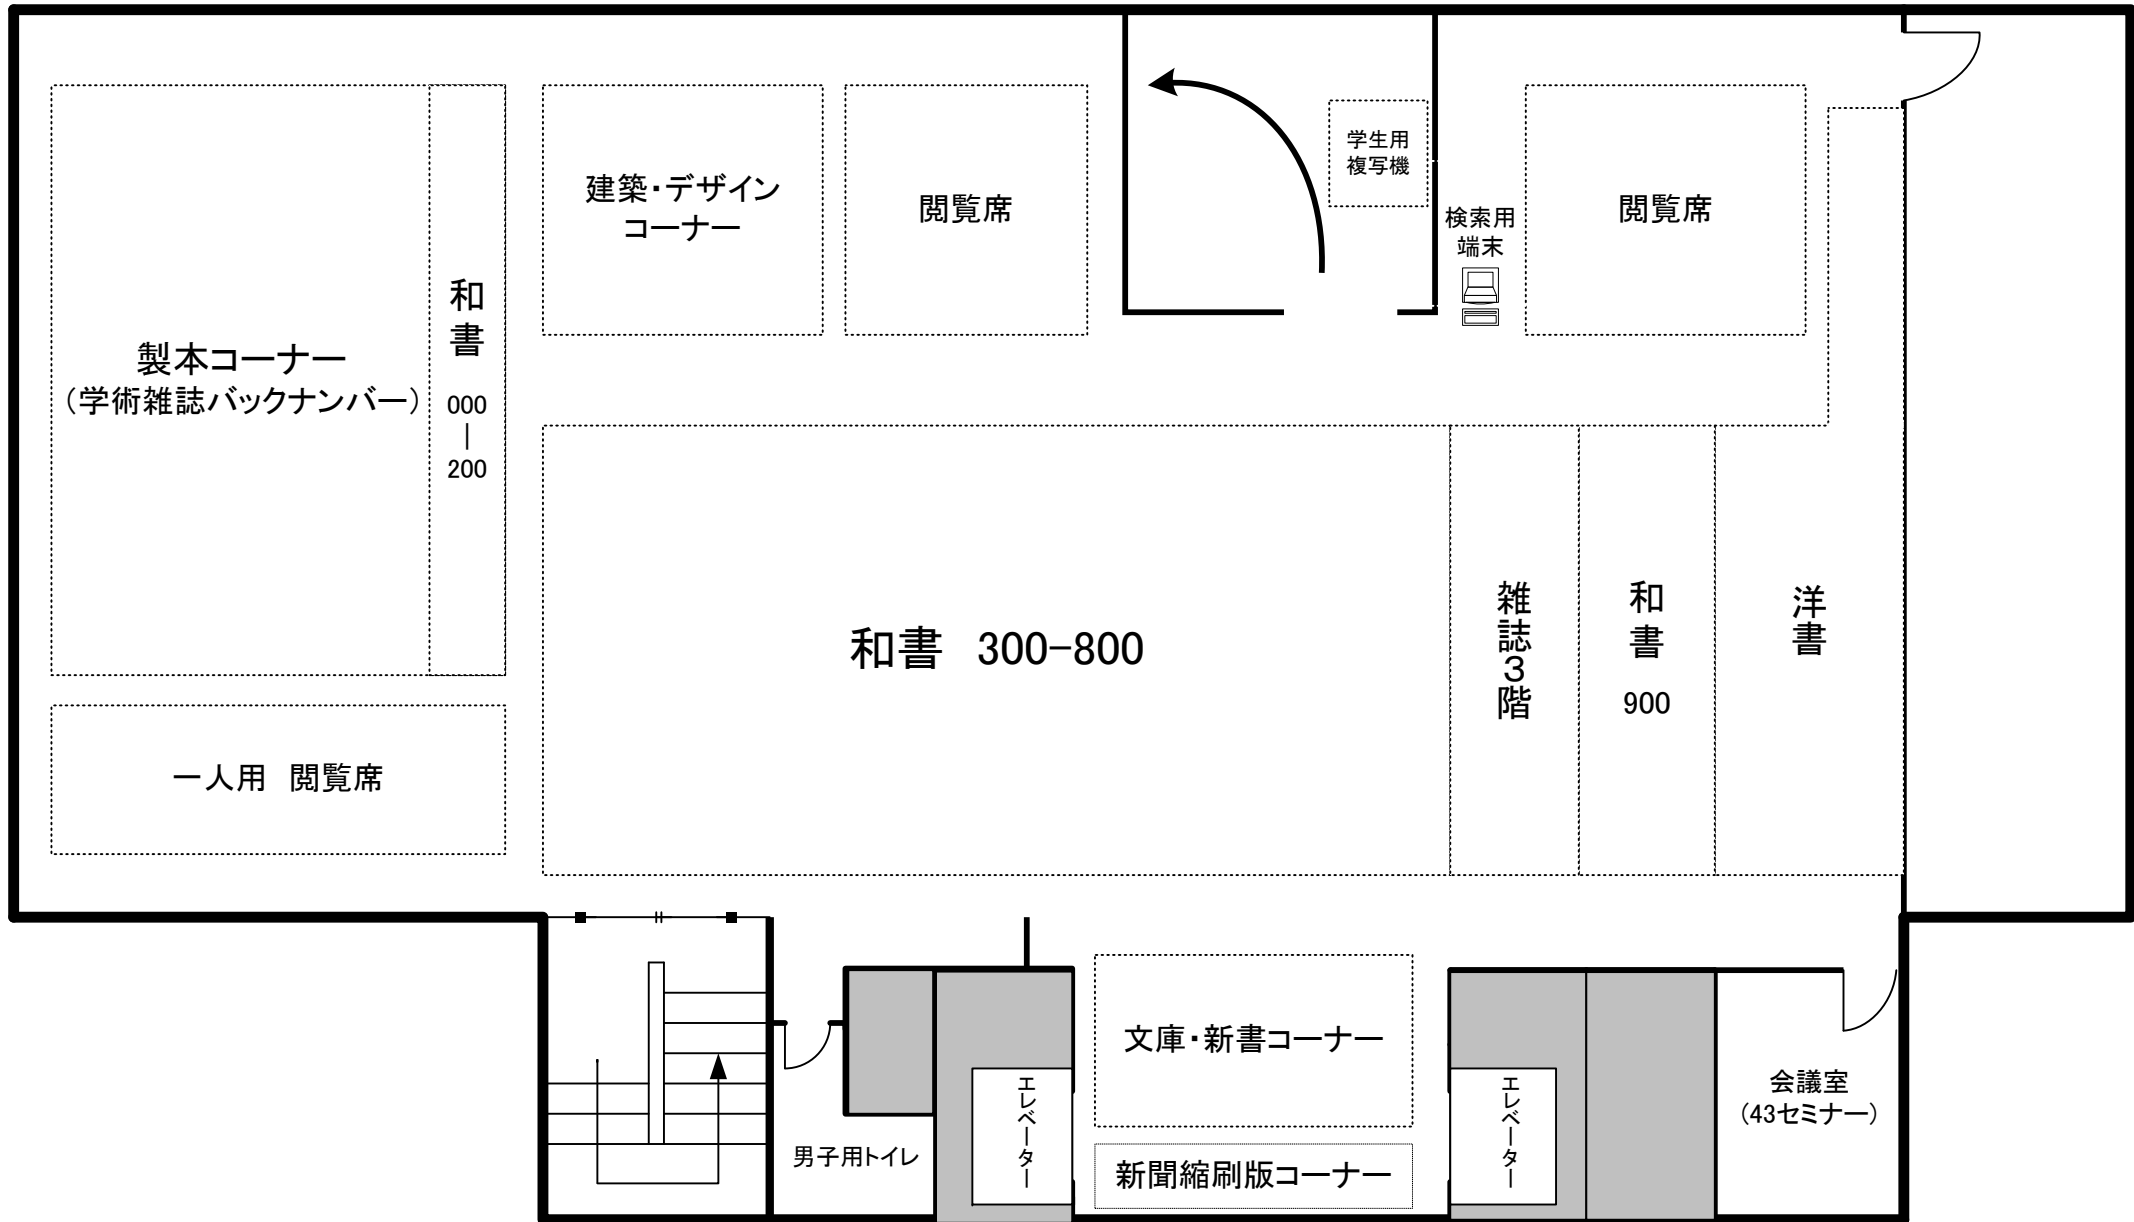 建築・デザイン
コーナー
閲覧席
学生用
複写機
検索用
端末
閲覧席
製本コーナー
（学術雑誌バックナンバー）
和書
000
｜
200
一人用　閲覧席
和書　300-800
雑誌３階
和書
900
洋書
男子用トイレ
エレベーター
文庫・新書コーナー
新聞縮刷版コーナー
エレベーター
会議室
（43セミナー）